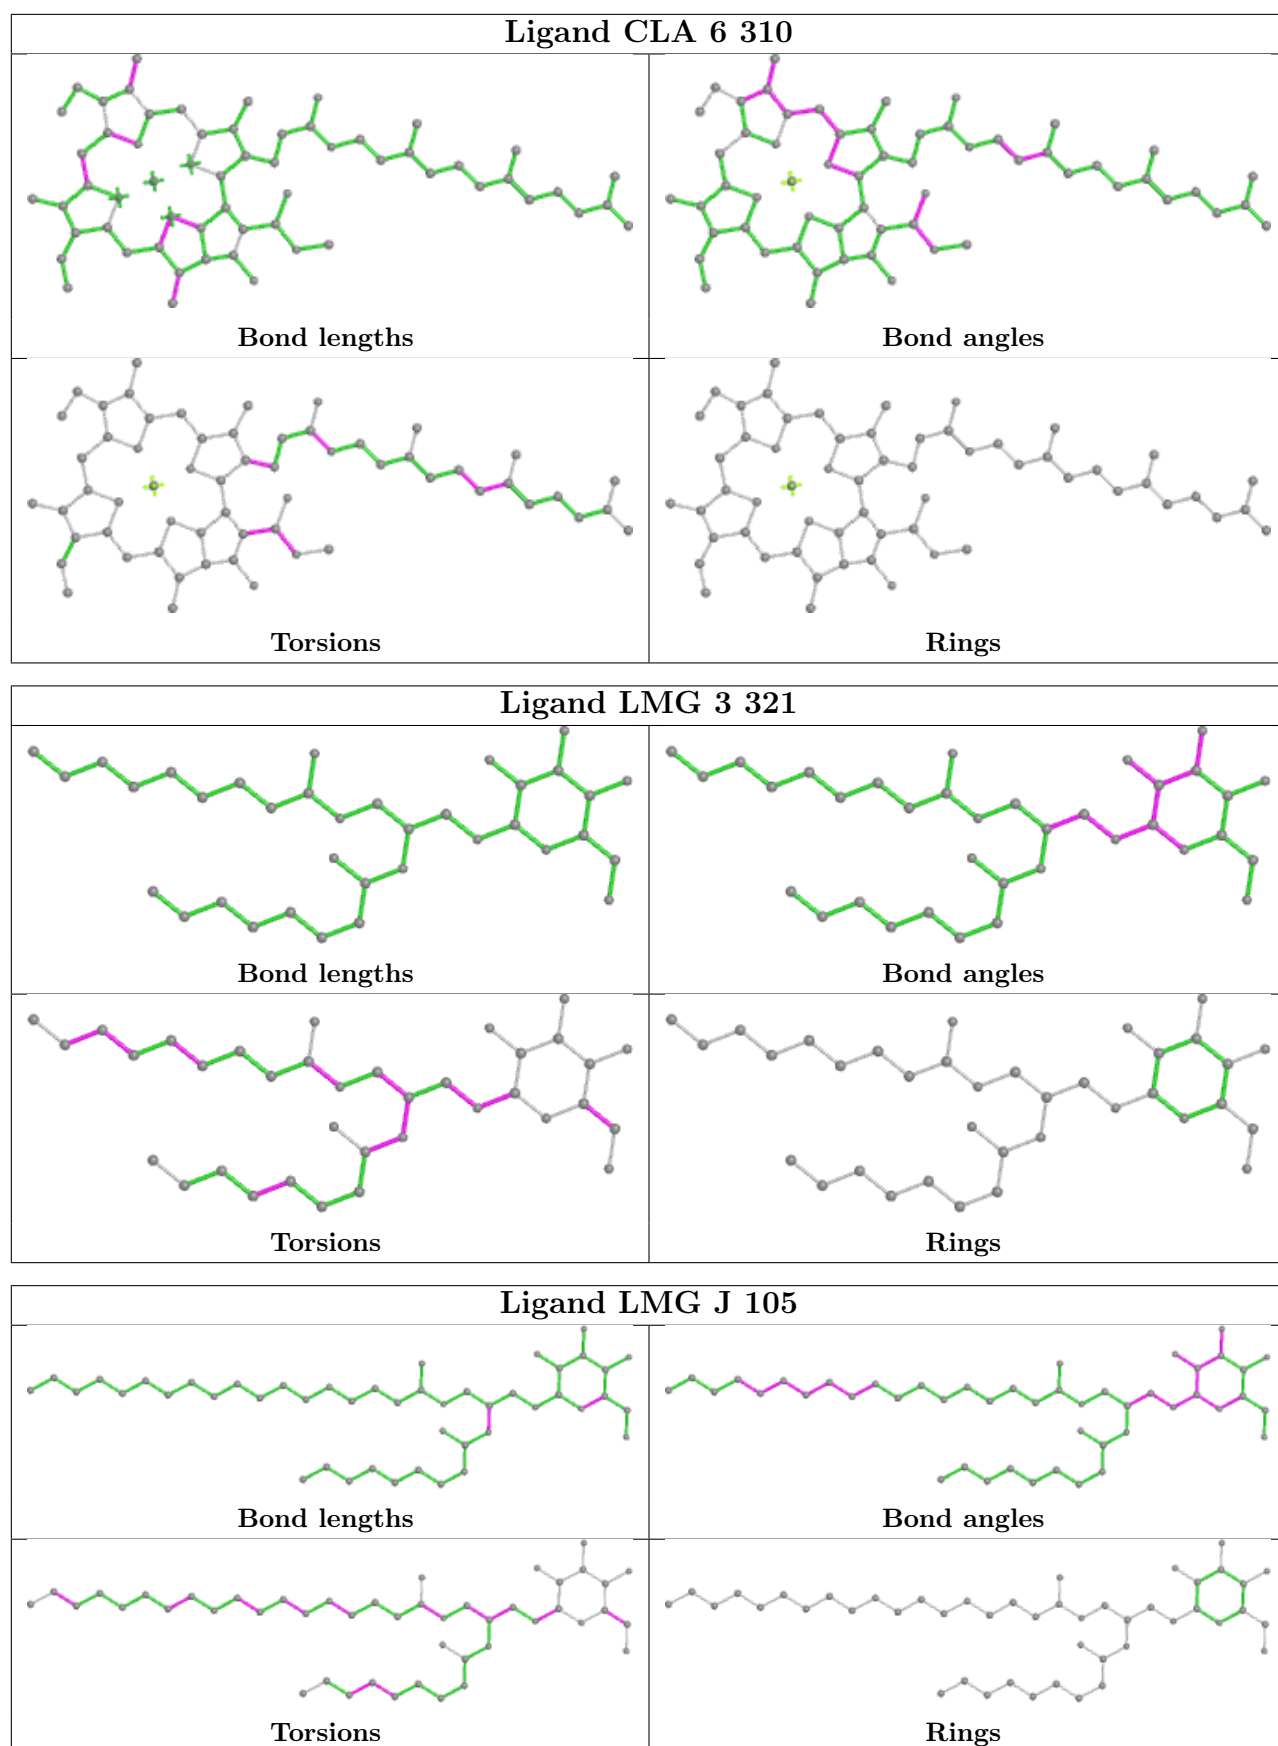 Ligand CLA 6 310
Bond lengths
Bond angles
Torsions
Rings
Ligand LMG 3 321
Bond lengths
Bond angles
Torsions
Rings
Ligand LMG J 105
Bond lengths
Bond angles
Torsions
Rings